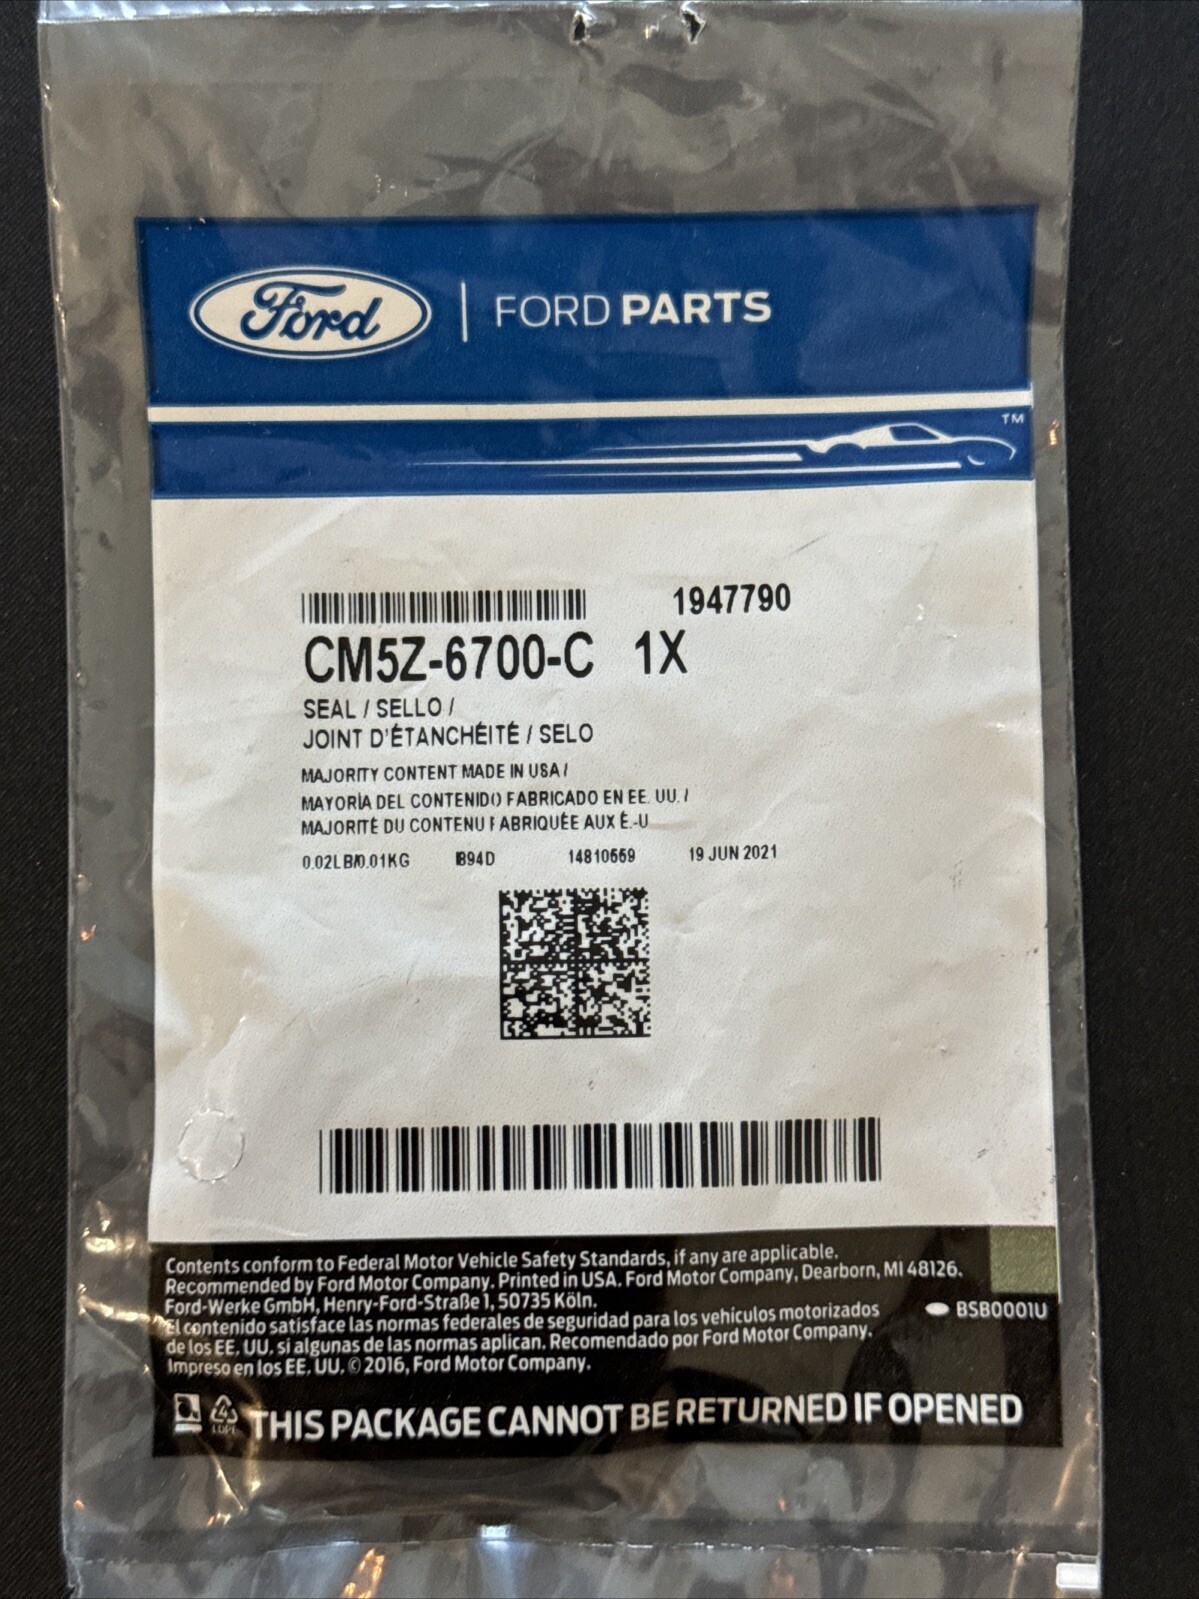 Ford | FORD PARTS
TM
1947790
CM5Z-6700-C 1X
SEAL / SELLO /
JOINT D'ÉTANCHÉITÉ / SELO
MAJORITY CONTENT MADE IN USA /
MAYORÍA DEL CONTENIDO FABRICADO EN EE. UU. /
MAJORITÉ DU CONTENU FABRIQUÉE AUX É.-U
0.02LB/0.01KG 894D 14810559 19 JUN 2021
Contents conform to Federal Motor Vehicle Safety Standards, if any are applicable.
Recommended by Ford Motor Company. Printed in USA. Ford Motor Company, Dearborn, MI 48126.
Ford-Werke GmbH, Henry-Ford-Straße 1, 50735 Köln.
El contenido satisface las normas federales de seguridad para los vehículos motorizados
de los EE. UU. si algunas de las normas aplican. Recomendado por Ford Motor Company.
Impreso en los EE. UU. © 2016, Ford Motor Company.
BSB0001U
THIS PACKAGE CANNOT BE RETURNED IF OPENED